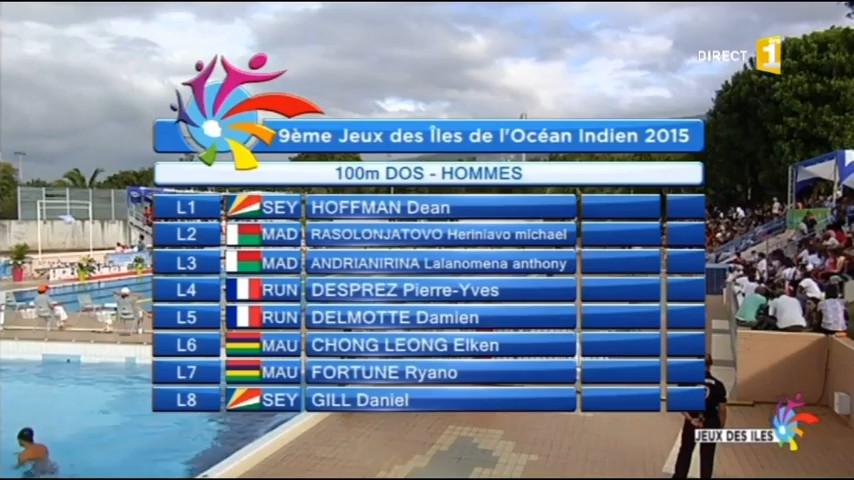 DIRECT 1ère
9ème Jeux des Îles de l'Océan Indien 2015
100m DOS - HOMMES
L1 SEY HOFFMAN Dean
L2 MAD RASOLONJATOVO Heriniavo michael
L3 MAD ANDRIANIRINA Lalanomena anthony
L4 RUN DESPREZ Pierre-Yves
L5 RUN DELMOTTE Damien
L6 MAU CHONG LEONG Elken
L7 MAU FORTUNE Ryano
L8 SEY GILL Daniel
JEUX DES ILES